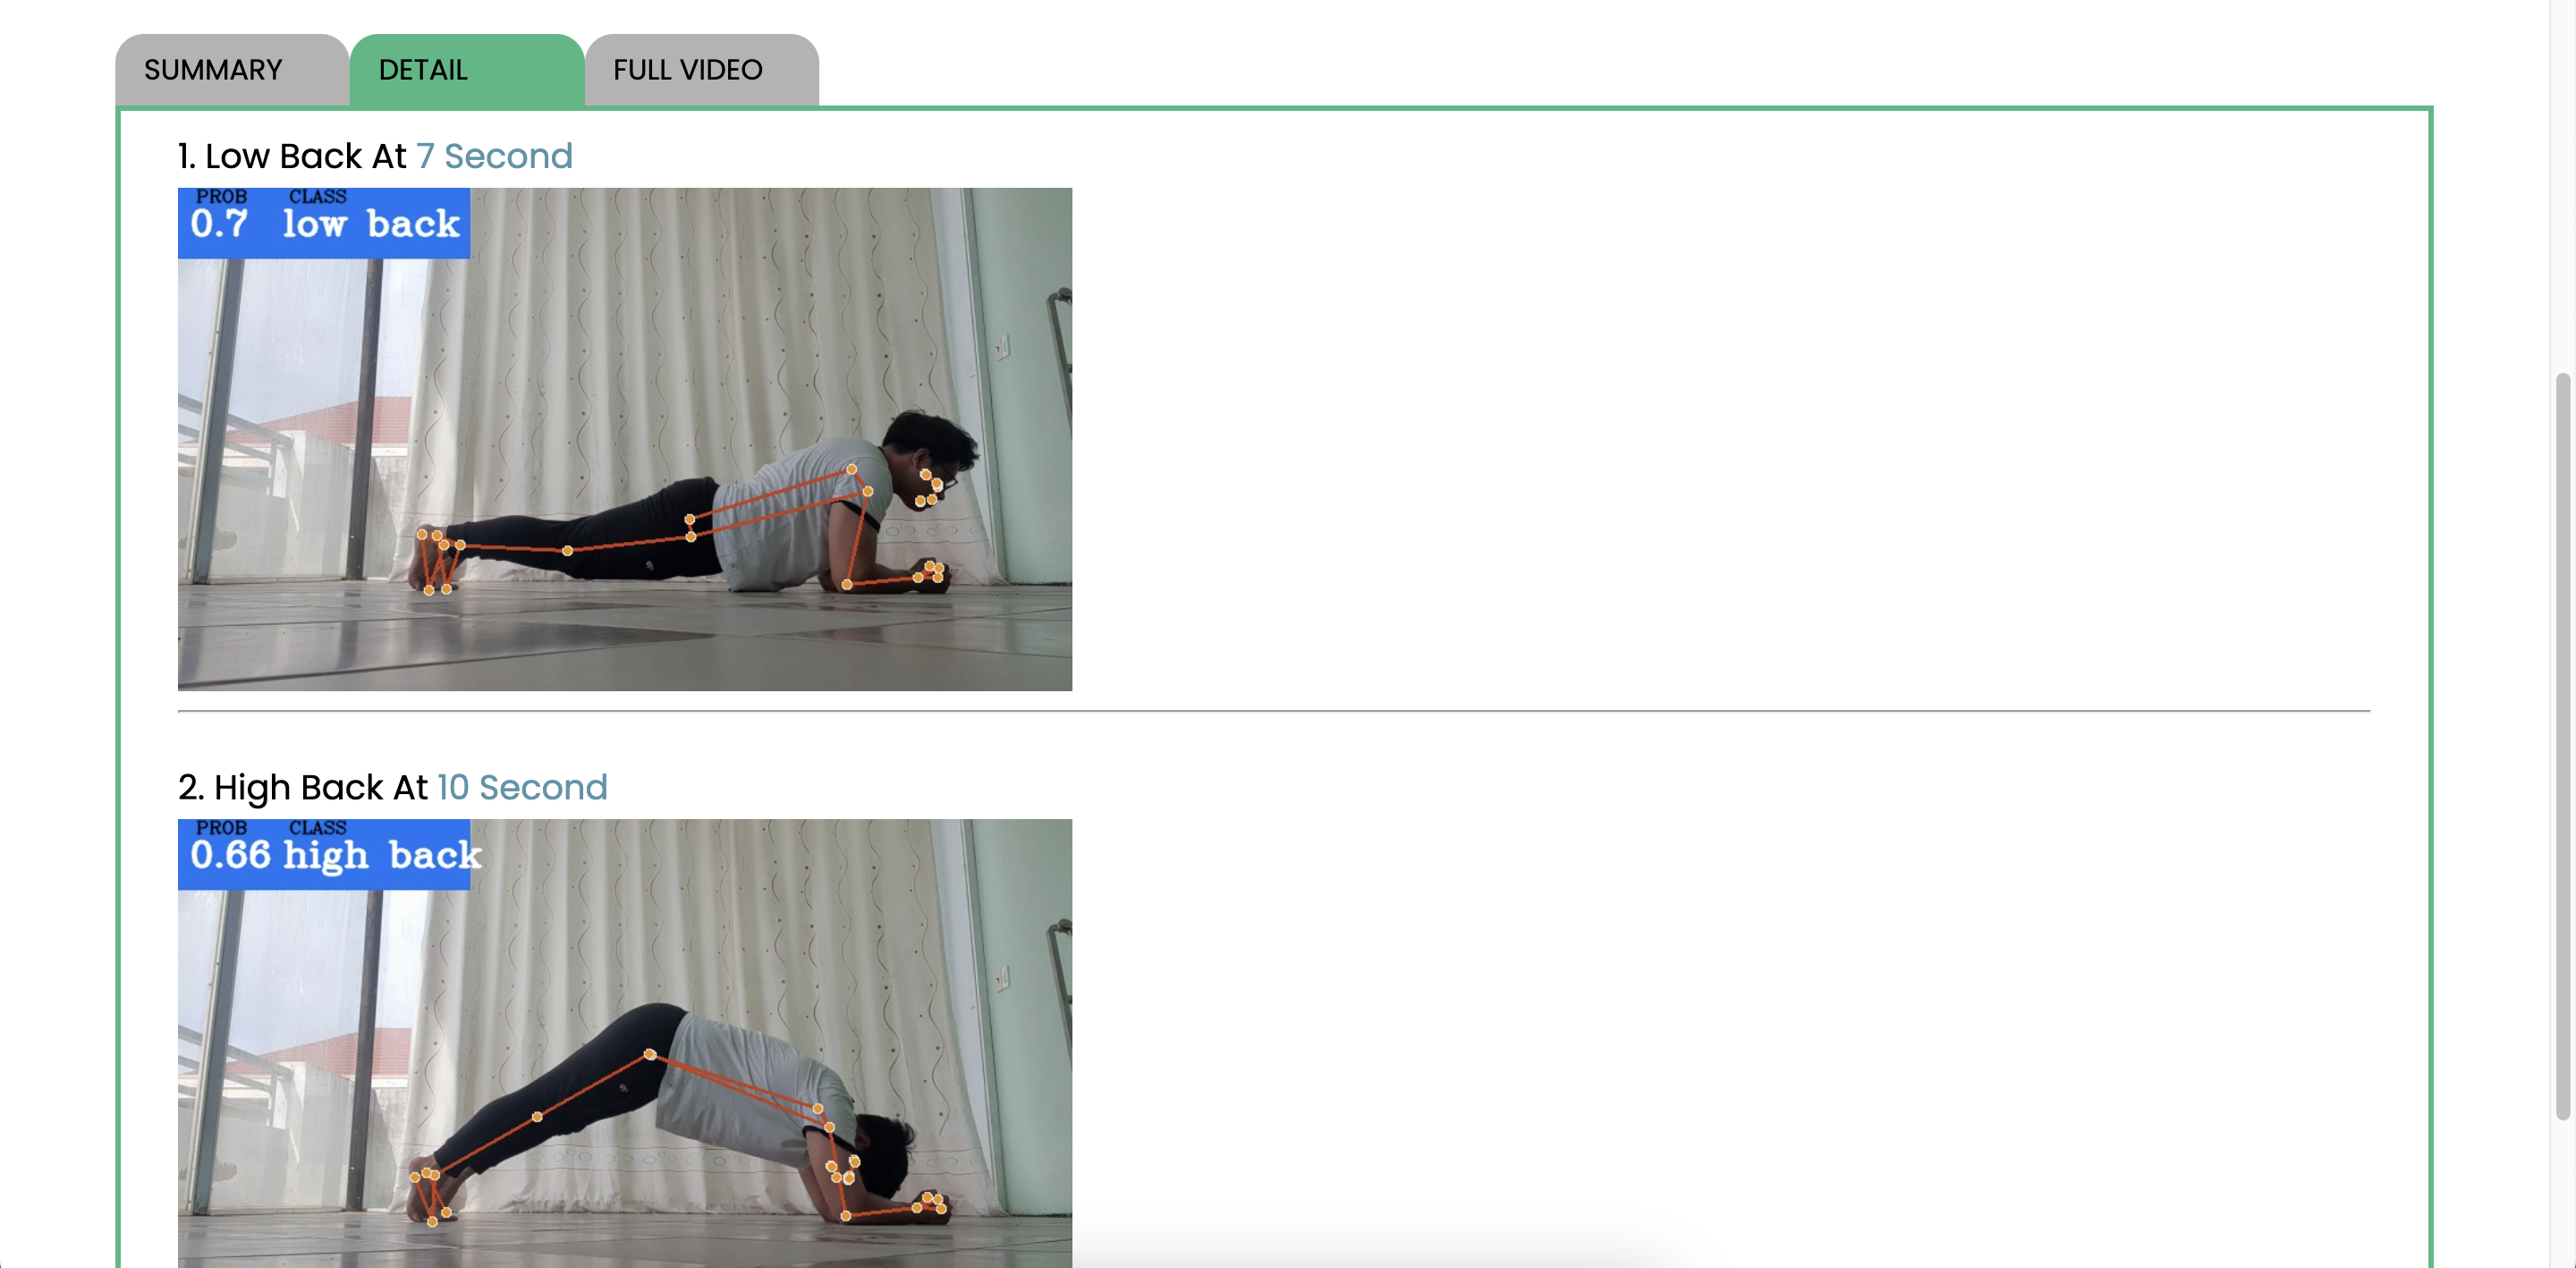 SUMMARY DETAIL FULL VIDEO
1. Low Back At 7 Second
PROB CLASS
0.7 low back
2. High Back At 10 Second
PROB CLASS
0.66 high back